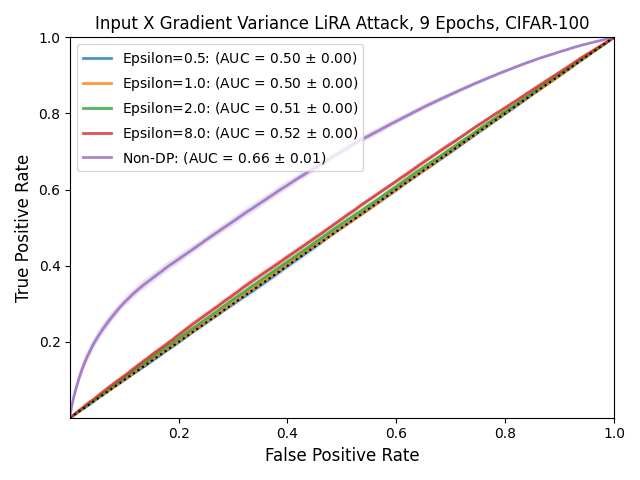 Input X Gradient Variance LiRA Attack, 9 Epochs, CIFAR-100
1.0
0.8
0.6
0.4
0.2
True Positive Rate
Epsilon=0.5: (AUC = 0.50 ± 0.00)
Epsilon=1.0: (AUC = 0.50 ± 0.00)
Epsilon=2.0: (AUC = 0.51 ± 0.00)
Epsilon=8.0: (AUC = 0.52 ± 0.00)
Non-DP: (AUC = 0.66 ± 0.01)
0.2 0.4 0.6 0.8 1.0
False Positive Rate